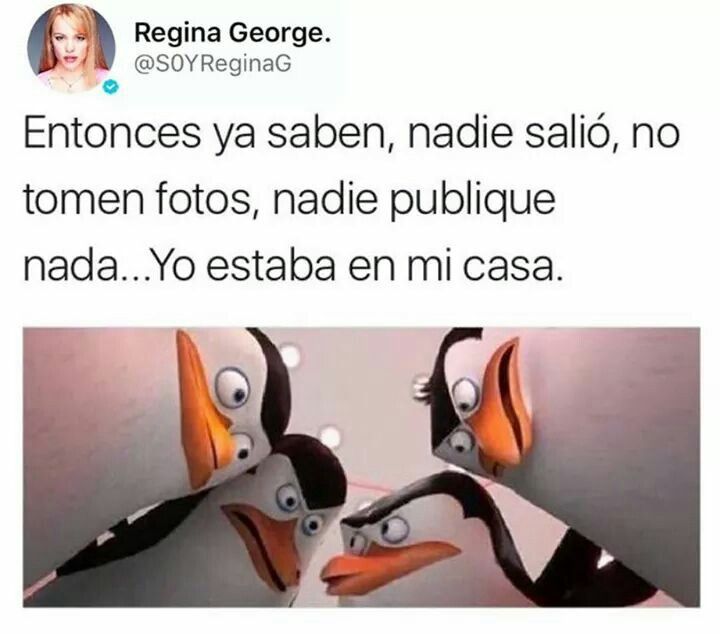 Regina George.
@S0YReginaG
Entonces ya saben, nadie salió, no
tomen fotos, nadie publique
nada...Yo estaba en mi casa.